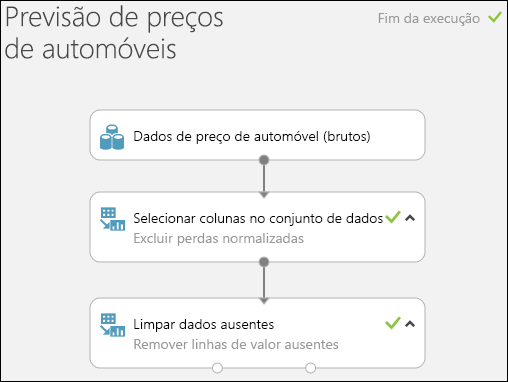 Previsão de preços
de automóveis
Fim da execução
Dados de preço de automóvel (brutos)
Selecionar colunas no conjunto de dados
Excluir perdas normalizadas
Limpar dados ausentes
Remover linhas de valor ausentes